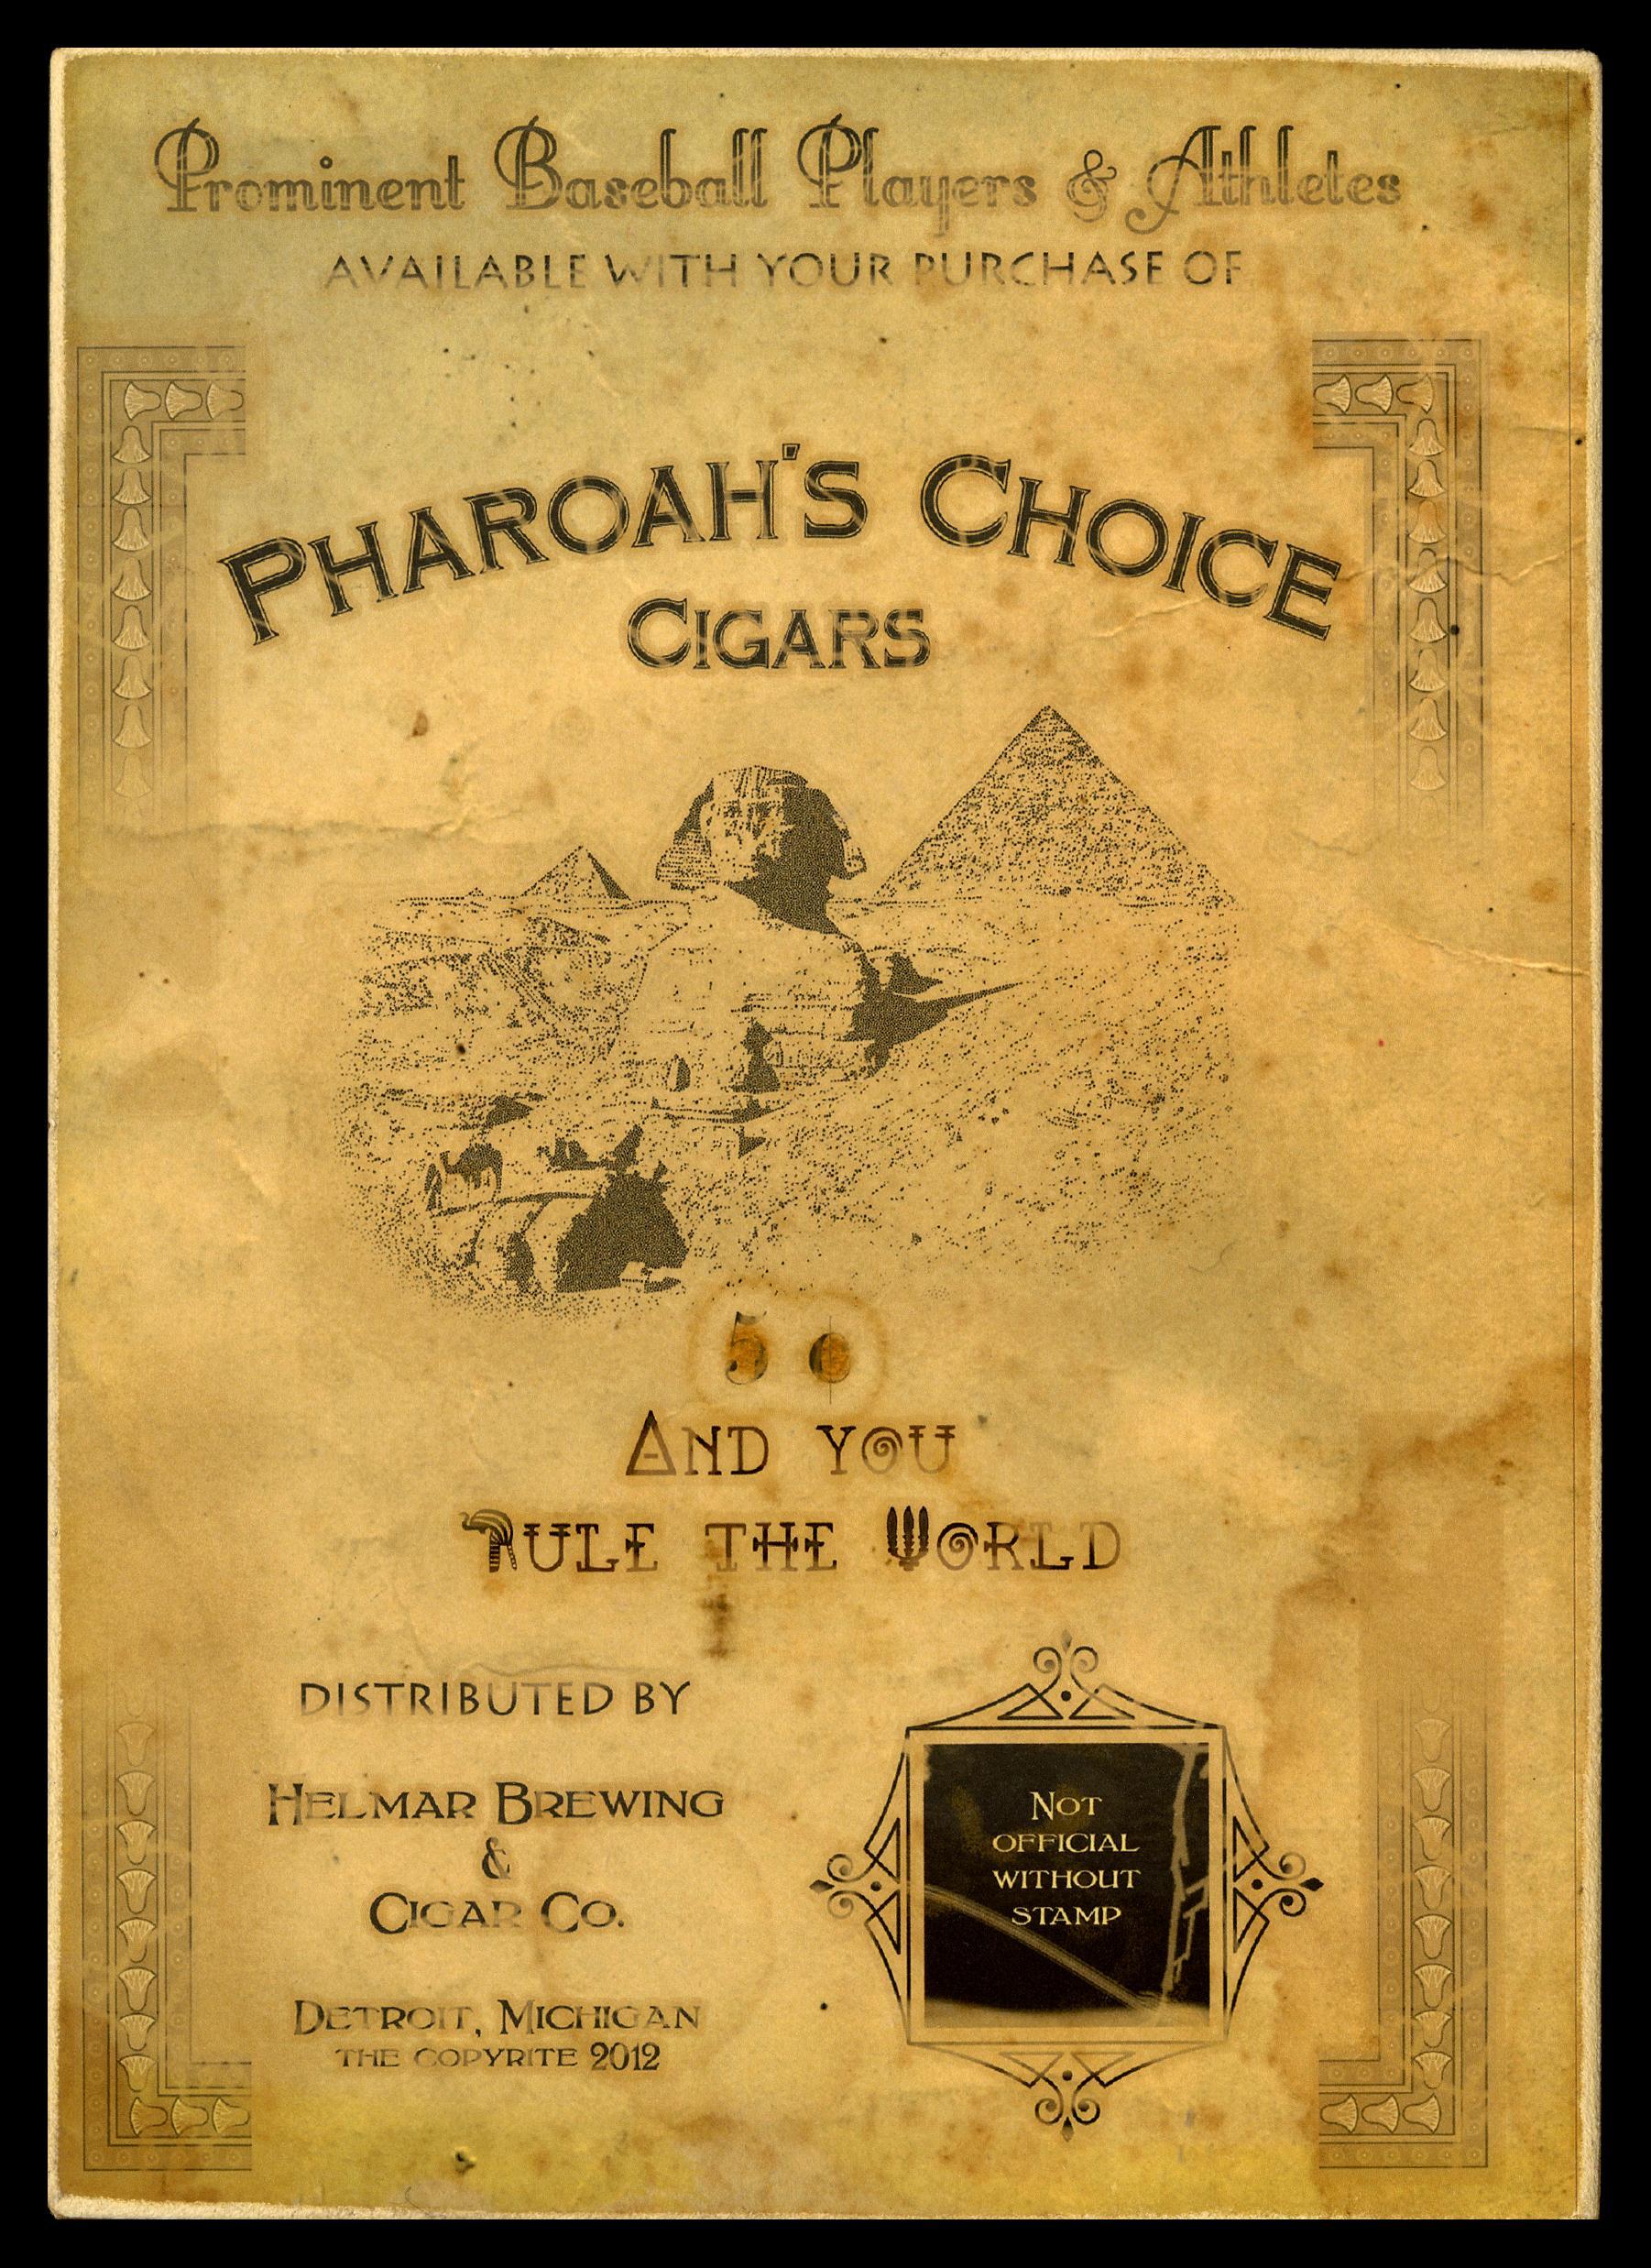 Prominent Baseball Players & Athletes
AVAILABLE WITH YOUR PURCHASE OF
PHAROAH'S CHOICE
CIGARS
5 ¢
AND YOU
RULE THE WORLD
DISTRIBUTED BY
HELMAR BREWING
&
CIGAR CO.
DETROIT, MICHIGAN
THE COPYRITE 2012
NOT
OFFICIAL
WITHOUT
STAMP